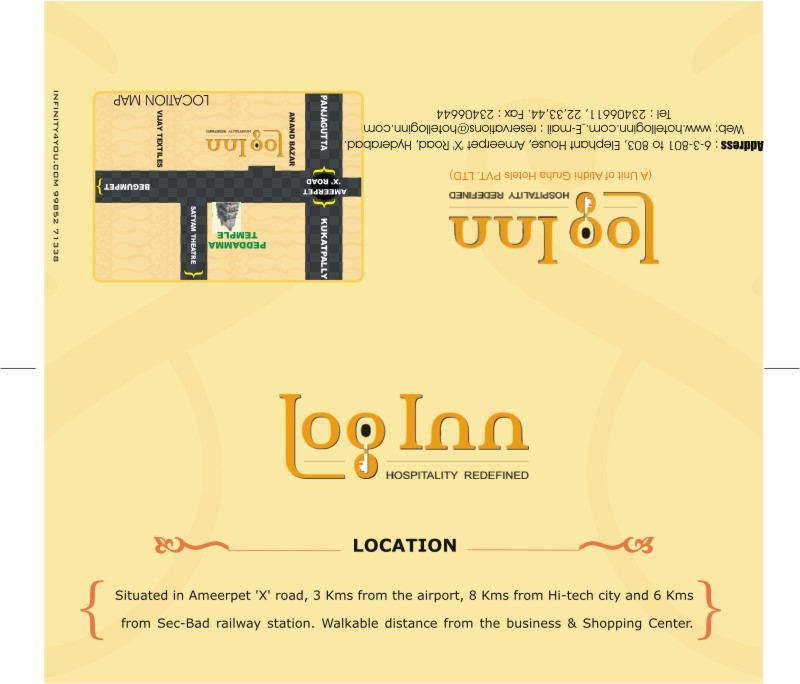 INFINITY4YOU.COM 99852 71338
Log Inn
HOSPITALITY REDEFINED
(A Unit of Aldhi Gruha Hotels PVT. LTD)
Address : 6-3-801 to 803, Elephant House, Ameerpet 'X' Road, Hyderabad.
Web: www.hotelloginn.com._E-mail : reservations@hotelloginn.com
Tel : 23406611, 22,33,44. Fax : 23406644
KUKATPALLY
PEDDAMMA
TEMPLE
SATYAM THEATRE
AMEERPET
'X' ROAD
BEGUMPET
Log Inn
HOSPITALITY REDEFINED
ANAND BAZAR
VIJAY TEXTILES
PANJAGUTTA
LOCATION MAP
Log Inn
HOSPITALITY REDEFINED
LOCATION
Situated in Ameerpet 'X' road, 3 Kms from the airport, 8 Kms from Hi-tech city and 6 Kms
from Sec-Bad railway station. Walkable distance from the business & Shopping Center.